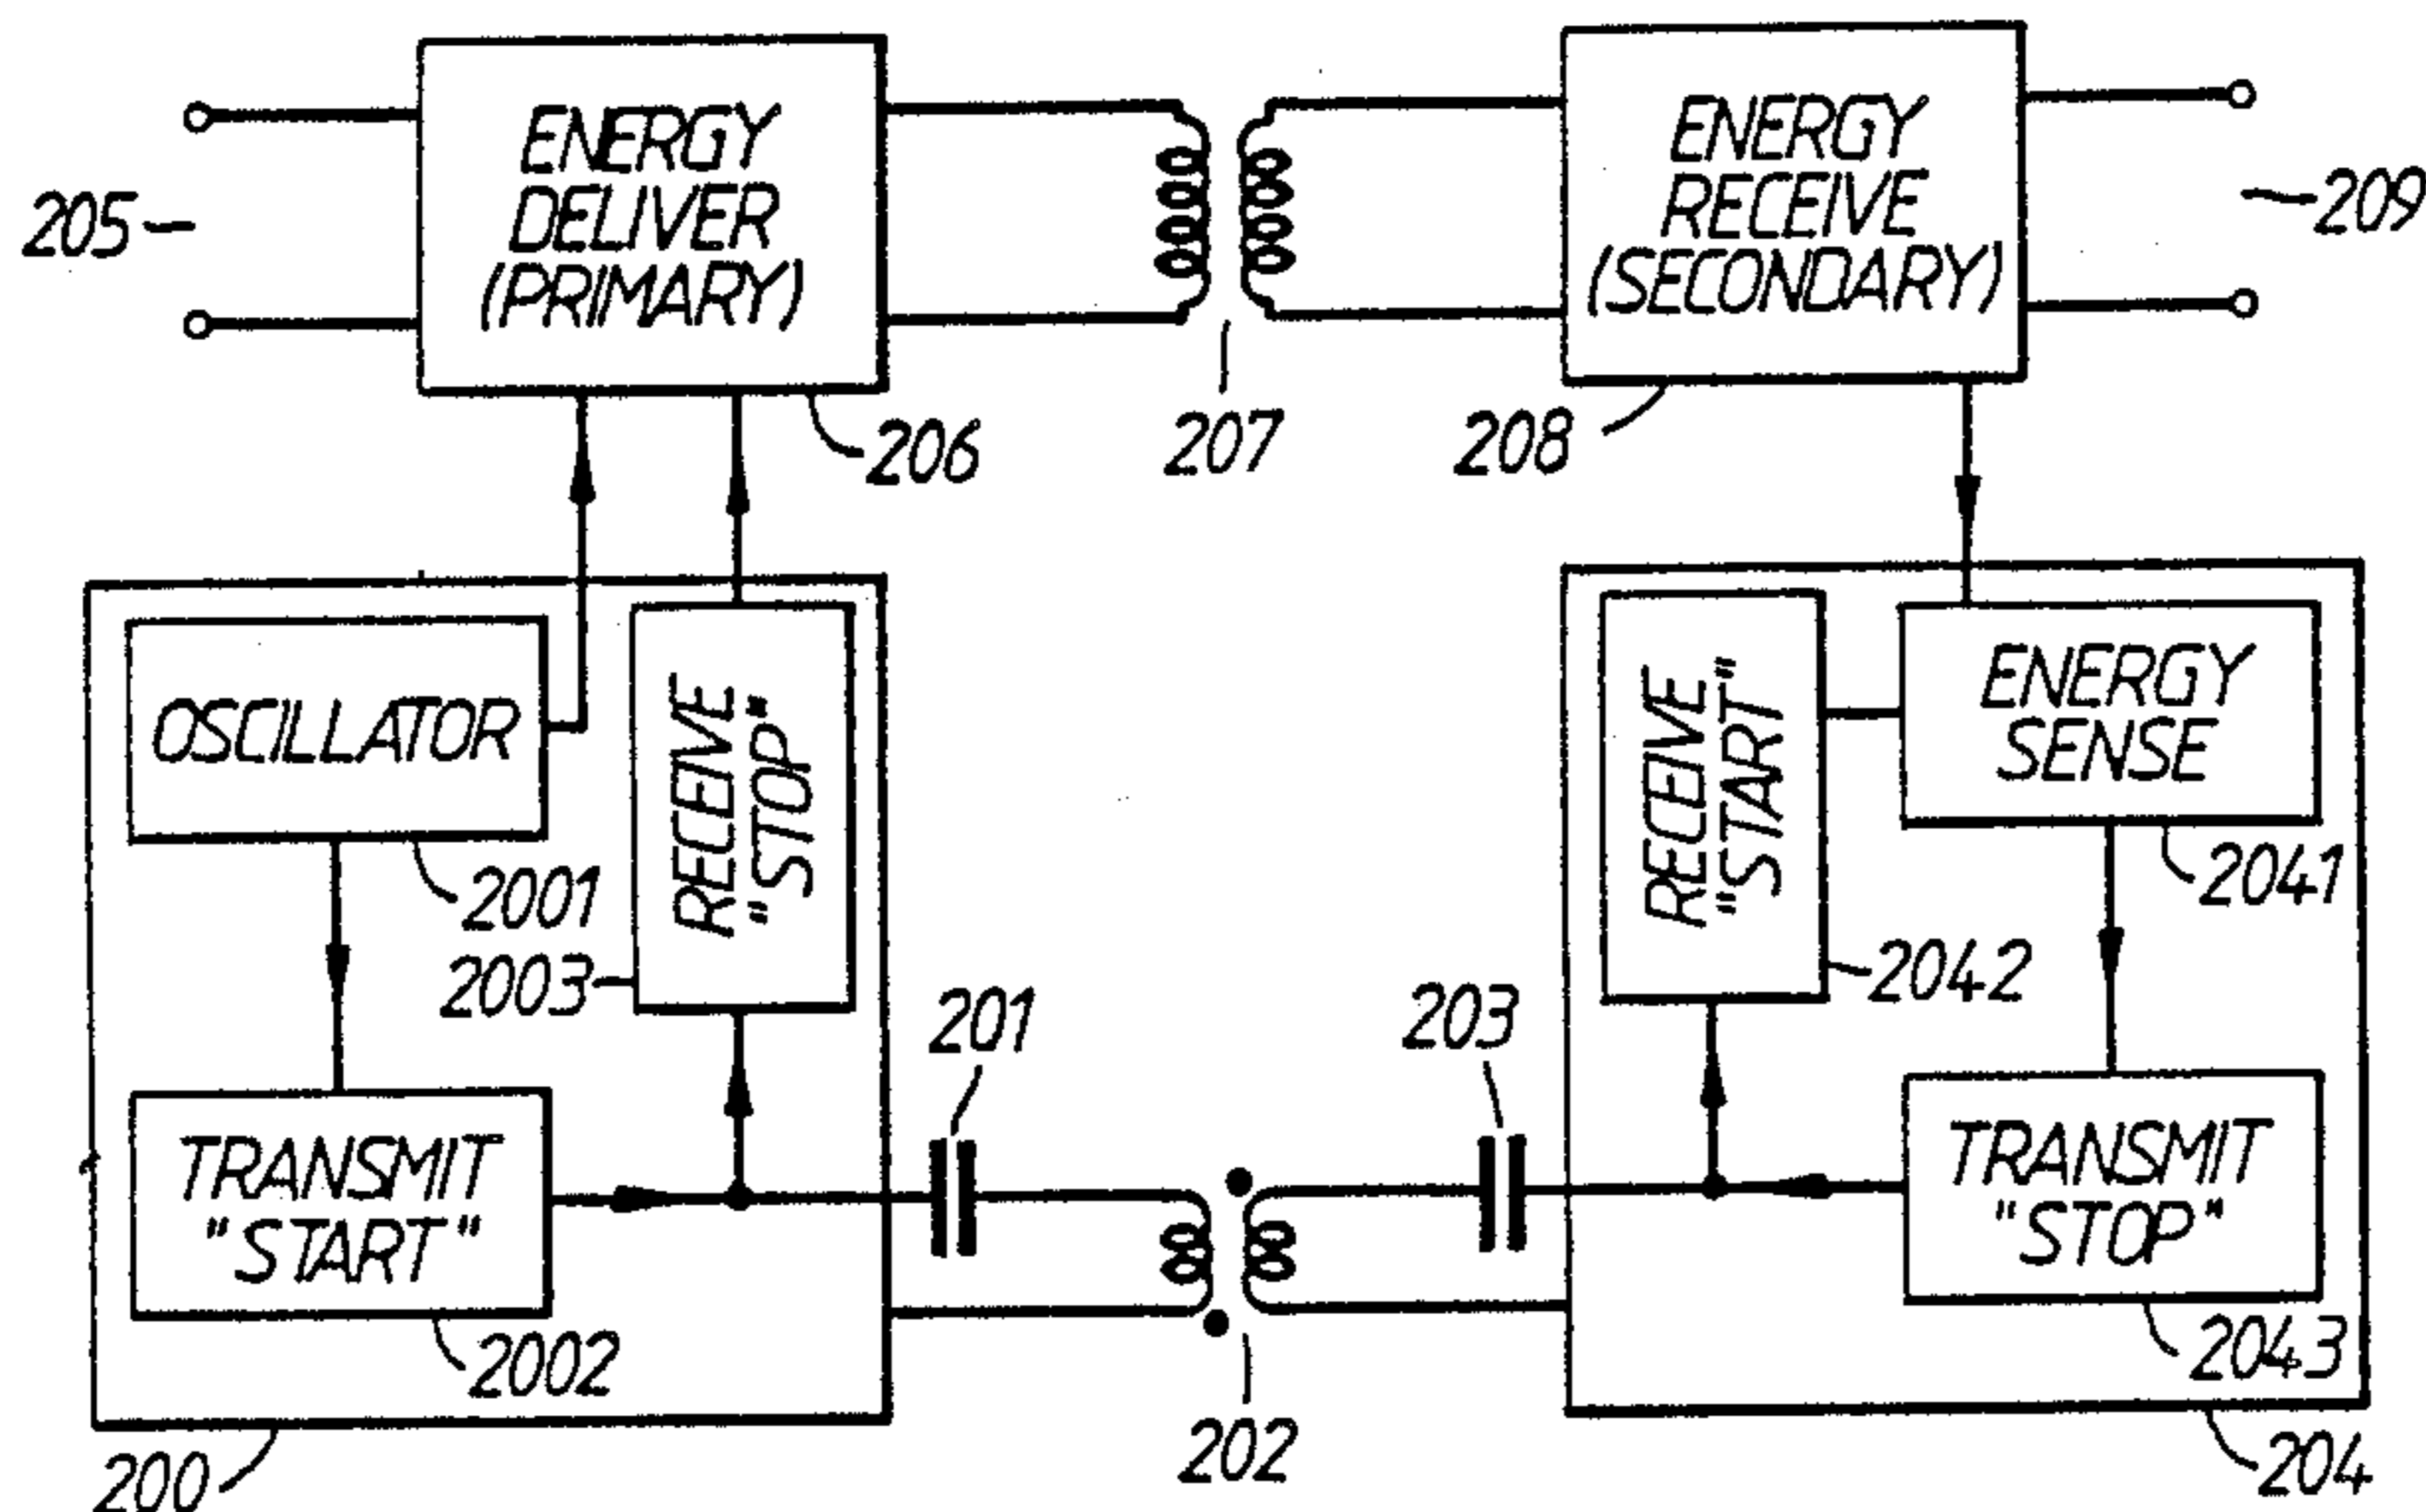 ENERGY
DELIVER
(PRIMARY)
ENERGY
RECEIVE
(SECONDARY)
205
209
206
207
208
OSCILLATOR
RECEIVE
"STOP"
RECEIVE
"START"
ENERGY
SENSE
2001
2003
2041
2042
201
203
TRANSMIT
"START"
TRANSMIT
"STOP"
2002
2043
200
202
204